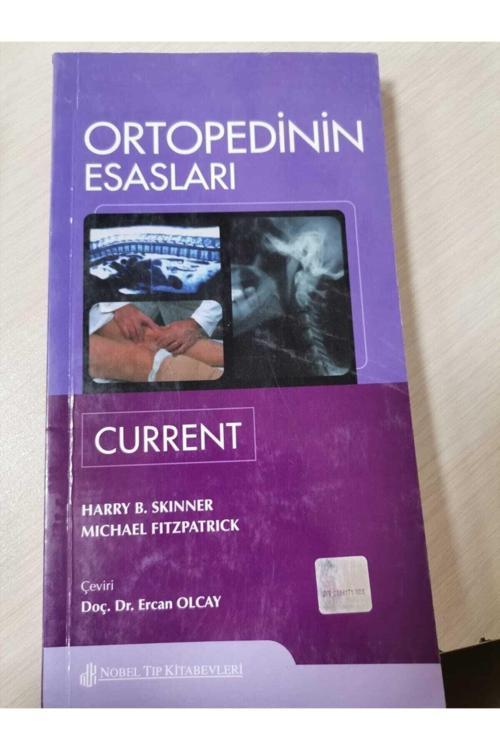 ORTOPEDİNİN
ESASLARI
CURRENT
HARRY B. SKINNER
MICHAEL FITZPATRICK
Çeviri
Doç. Dr. Ercan OLCAY
NOBEL TIP KİTABEVLERİ